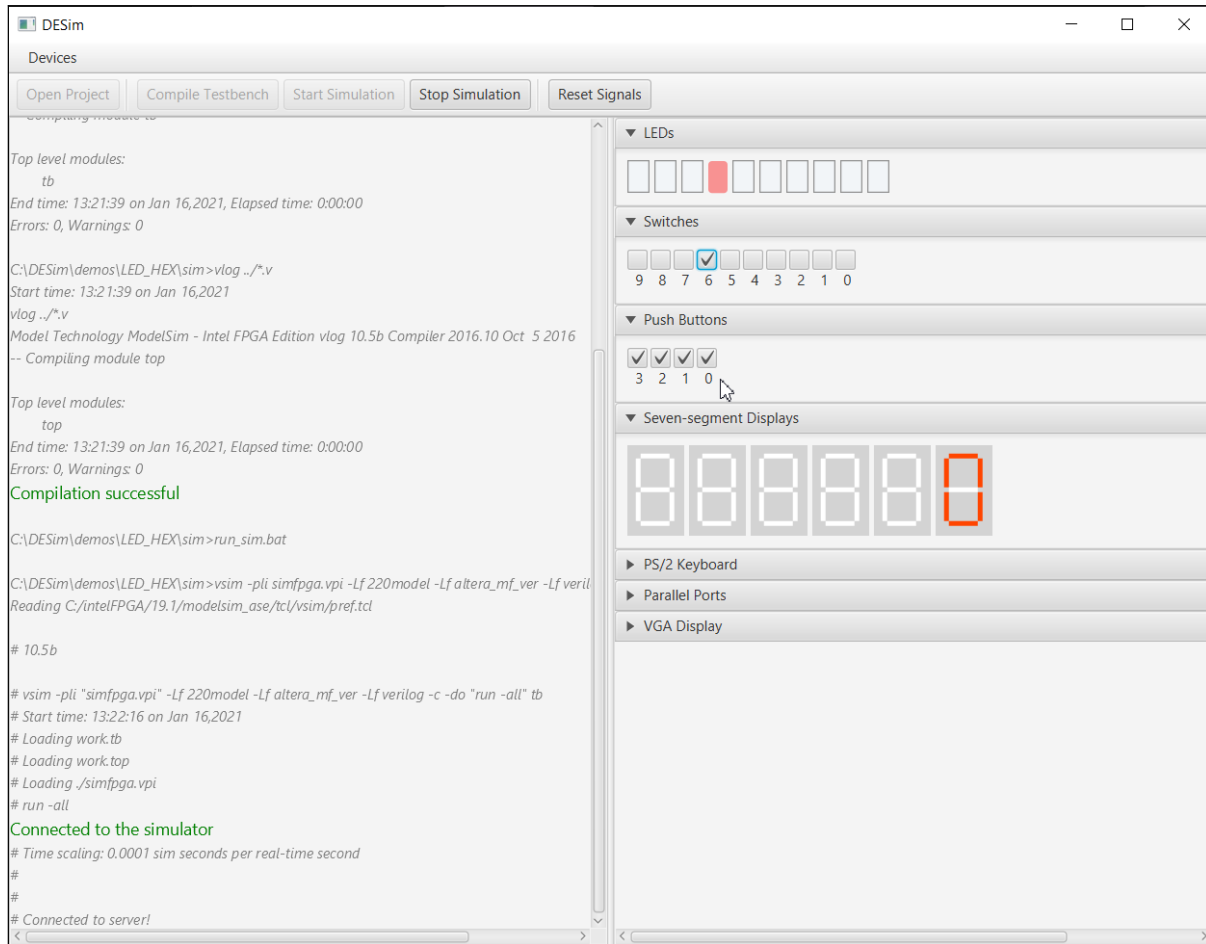 DESim
Devices
Open Project Compile Testbench Start Simulation Stop Simulation Reset Signals
-- Compiling module tb
Top level modules:
tb
End time: 13:21:39 on Jan 16,2021, Elapsed time: 0:00:00
Errors: 0, Warnings: 0
C:\DESim\demos\LED_HEX\sim>vlog ../*.v
Start time: 13:21:39 on Jan 16,2021
vlog ../*.v
Model Technology ModelSim - Intel FPGA Edition vlog 10.5b Compiler 2016.10 Oct  5 2016
-- Compiling module top
Top level modules:
top
End time: 13:21:39 on Jan 16,2021, Elapsed time: 0:00:00
Errors: 0, Warnings: 0
Compilation successful
C:\DESim\demos\LED_HEX\sim>run_sim.bat
C:\DESim\demos\LED_HEX\sim>vsim -pli simfpga.vpi -Lf 220model -Lf altera_mf_ver -Lf veril
Reading C:/intelFPGA/19.1/modelsim_ase/tcl/vsim/pref.tcl
# 10.5b
# vsim -pli "simfpga.vpi" -Lf 220model -Lf altera_mf_ver -Lf verilog -c -do "run -all" tb
# Start time: 13:22:16 on Jan 16,2021
# Loading work.tb
# Loading work.top
# Loading ./simfpga.vpi
# run -all
Connected to the simulator
# Time scaling: 0.0001 sim seconds per real-time second
#
#
# Connected to server!
LEDs
Switches
9 8 7 6 5 4 3 2 1 0
Push Buttons
3 2 1 0
Seven-segment Displays
0
PS/2 Keyboard
Parallel Ports
VGA Display